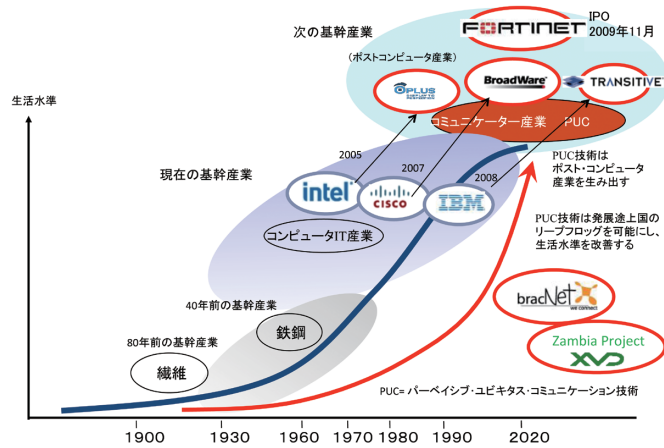 次の基幹産業
FORTINET
IPO
2009年11月
(ポストコンピュータ産業)
OPLUS
BroadWare
TRANSITIVE
生活水準
コミュニケーター産業 PUC
2005
2007
2008
現在の基幹産業
intel
CISCO
IBM
PUC技術は
ポスト・コンピュータ
産業を生み出す
コンピュータIT産業
PUC技術は発展途上国の
リープフロッグを可能にし、
生活水準を改善する
40年前の基幹産業
鉄鋼
bracNet
we connect
80年前の基幹産業
繊維
Zambia Project
XVD
PUC= パーベイシブ・ユビキタス・コミュニケーション技術
1900 1930 1960 1970 1980 1990 2020